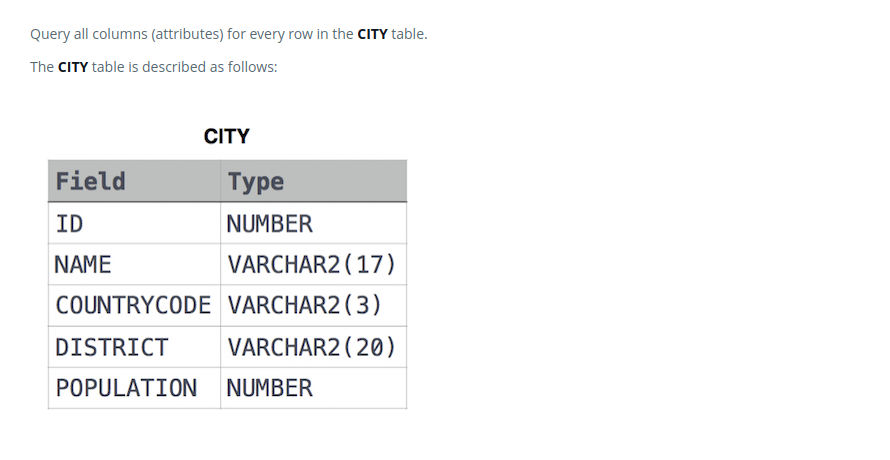 Query all columns (attributes) for every row in the CITY table.
The CITY table is described as follows:
CITY
Field Type
ID NUMBER
NAME VARCHAR2(17)
COUNTRYCODE VARCHAR2(3)
DISTRICT VARCHAR2(20)
POPULATION NUMBER